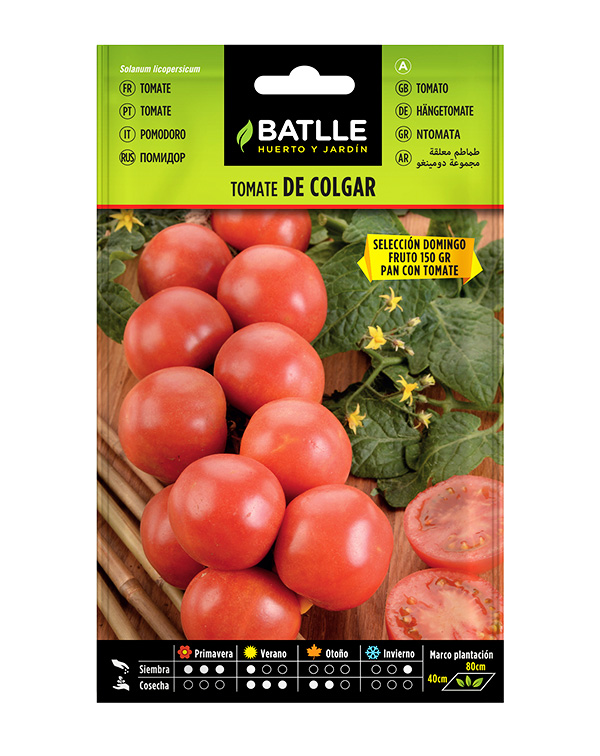 Solanum licopersicum
FR TOMATE
PT TOMATE
IT POMODORO
RUS ПОМИДОР
BATLLE
HUERTO Y JARDÍN
A
GB TOMATO
DE HÄNGETOMATE
GR NTOMATA
AR طماطم معلقة
مجموعة دومينغو
TOMATE DE COLGAR
SELECCIÓN DOMINGO
FRUTO 150 GR
PAN CON TOMATE
Primavera Verano Otoño Invierno
Siembra
Cosecha
Marco plantación
80cm
40cm